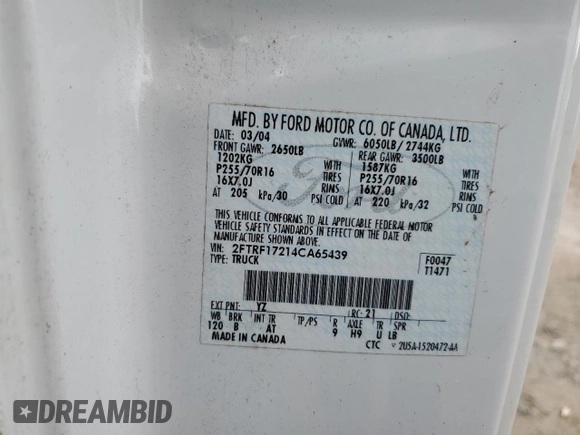 MFD. BY FORD MOTOR CO. OF CANADA, LTD.
DATE: 03/04 GVWR: 6050LB/ 2744KG
FRONT GAWR: 2650LB REAR GAWR: 3500LB
1202KG WITH 1587KG WITH
P255/70R16 TIRES P255/70R16 TIRES
16X7.0J RIMS 16X7.0J RIMS
AT 205 kPa/30 PSI COLD AT 220 kPa/32 PSI COLD
THIS VEHICLE CONFORMS TO ALL APPLICABLE FEDERAL MOTOR
VEHICLE SAFETY STANDARDS IN EFFECT ON THE DATE OF
MANUFACTURE SHOWN ABOVE.
VIN: 2FTRF17214CA65439 F0047
TYPE: TRUCK T1471
Ford
EXT PNT: YZ RC: 21 DSO:
WB BRK INT TR TP/PS R AXLE TR SPR
120 B AT 9 H9 U LB
MADE IN CANADA CTC 2U5A-1520472-AA
DREAMBID